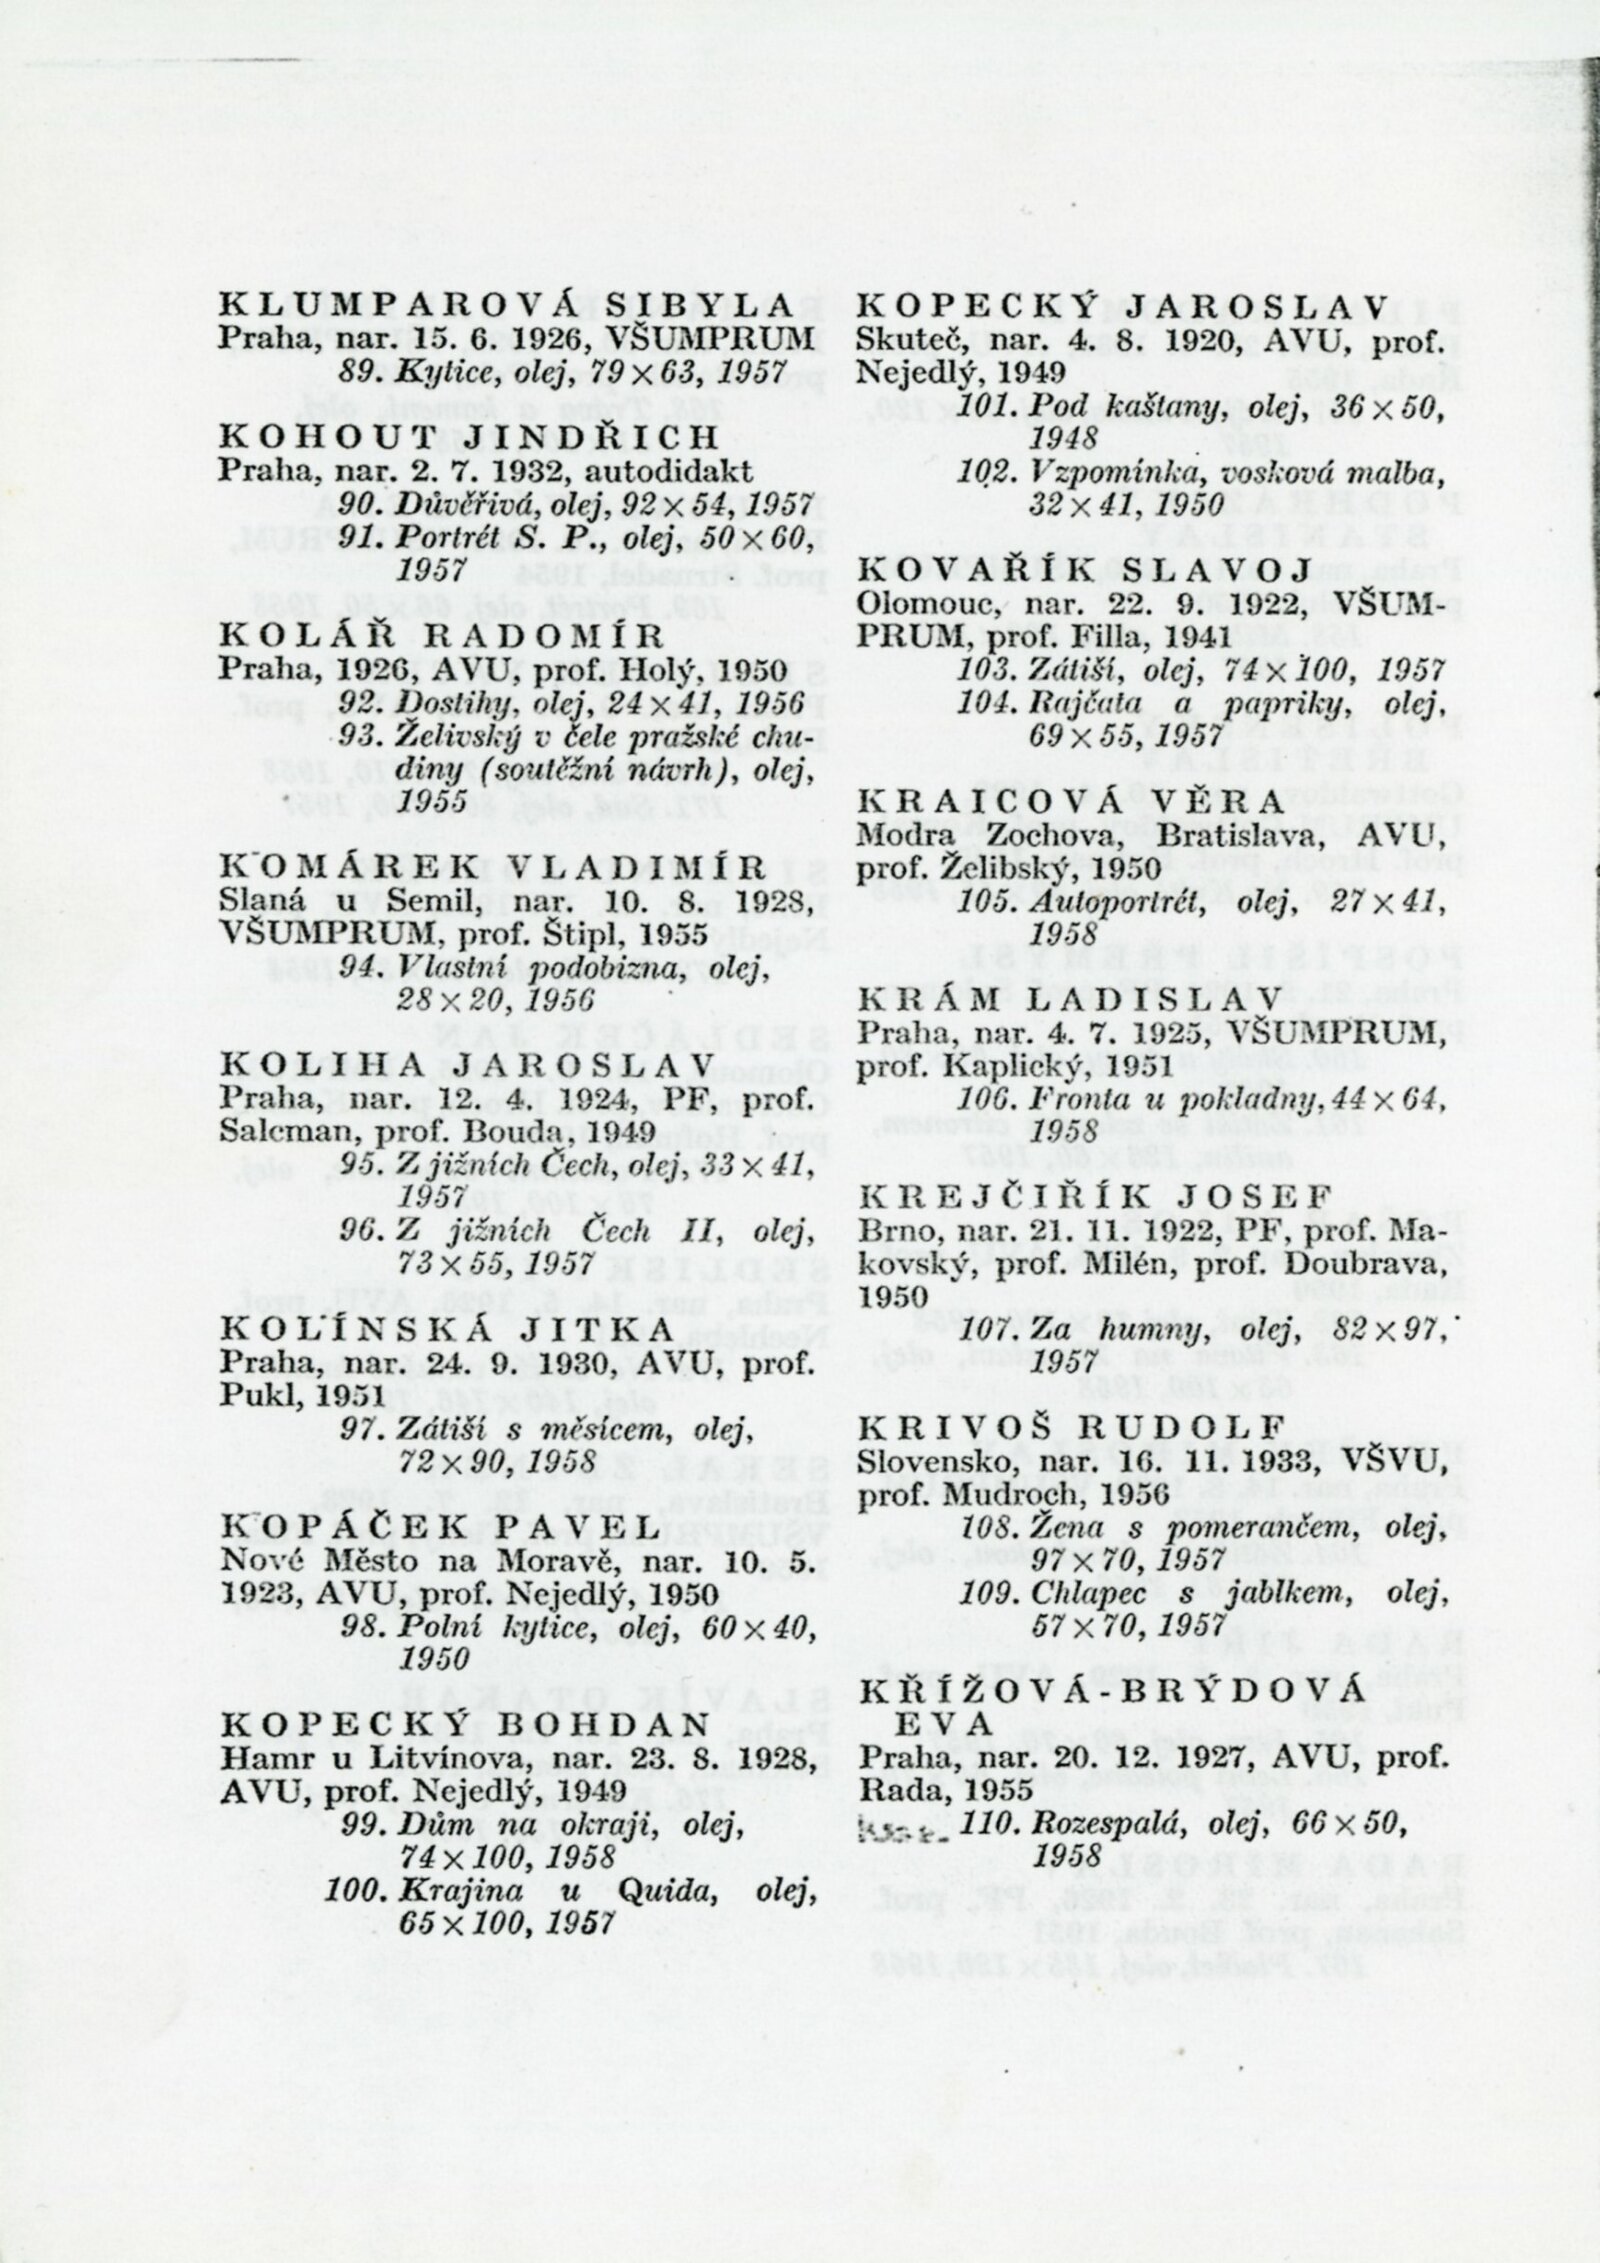 KLUMPAROVÁ SIBYLA
Praha, nar. 15. 6. 1926, VŠUMPRUM
89. Kytice, olej, 79×63, 1957
KOHOUT JINDŘICH
Praha, nar. 2. 7. 1932, autodidakt
90. Důvěřivá, olej, 92×54, 1957
91. Portrét S. P., olej, 50×60,
1957
KOLÁŘ RADOMÍR
Praha, 1926, AVU, prof. Holý, 1950
92. Dostihy, olej, 24×41, 1956
93. Želivský v čele pražské chu-
diny (soutěžní návrh), olej,
1955
KOMÁREK VLADIMÍR
Slaná u Semil, nar. 10. 8. 1928,
VŠUMPRUM, prof. Štipl, 1955
94. Vlastní podobizna, olej,
28×20, 1956
KOLIHA JAROSLAV
Praha, nar. 12. 4. 1924, PF, prof.
Salcman, prof. Bouda, 1949
95. Z jižních Čech, olej, 33×41,
1957
96. Z jižních Čech II, olej,
73×55, 1957
KOLÍNSKÁ JITKA
Praha, nar. 24. 9. 1930, AVU, prof.
Pukl, 1951
97. Zátiší s měsícem, olej,
72×90, 1958
KOPÁČEK PAVEL
Nové Město na Moravě, nar. 10. 5.
1923, AVU, prof. Nejedlý, 1950
98. Polní kytice, olej, 60×40,
1950
KOPECKÝ BOHDAN
Hamr u Litvínova, nar. 23. 8. 1928,
AVU, prof. Nejedlý, 1949
99. Dům na okraji, olej,
74×100, 1958
100. Krajina u Quida, olej,
65×100, 1957
KOPECKÝ JAROSLAV
Skuteč, nar. 4. 8. 1920, AVU, prof.
Nejedlý, 1949
101. Pod kaštany, olej, 36×50,
1948
102. Vzpomínka, vosková malba,
32×41, 1950
KOVAŘÍK SLAVOJ
Olomouc, nar. 22. 9. 1922, VŠUM-
PRUM, prof. Filla, 1941
103. Zátiší, olej, 74×100, 1957
104. Rajčata a papriky, olej,
69×55, 1957
KRAICOVÁ VĚRA
Modra Zochova, Bratislava, AVU,
prof. Želibský, 1950
105. Autoportrét, olej, 27×41,
1958
KRÁM LADISLAV
Praha, nar. 4. 7. 1925, VŠUMPRUM,
prof. Kaplický, 1951
106. Fronta u pokladny, 44×64,
1958
KREJČIŘÍK JOSEF
Brno, nar. 21. 11. 1922, PF, prof. Ma-
kovský, prof. Milén, prof. Doubrava,
1950
107. Za humny, olej, 82×97,
1957
KRIVOŠ RUDOLF
Slovensko, nar. 16. 11. 1933, VŠVU,
prof. Mudroch, 1956
108. Žena s pomerančem, olej,
97×70, 1957
109. Chlapec s jablkem, olej,
57×70, 1957
KŘÍŽOVÁ-BRÝDOVÁ
EVA
Praha, nar. 20. 12. 1927, AVU, prof.
Rada, 1955
110. Rozespalá, olej, 66×50,
1958